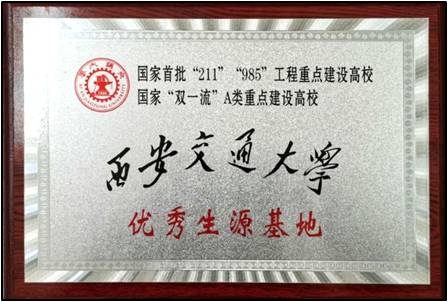 国家首批“211”“985”工程重点建设高校
国家“双一流”A类重点建设高校
西安交通大学
优秀生源基地